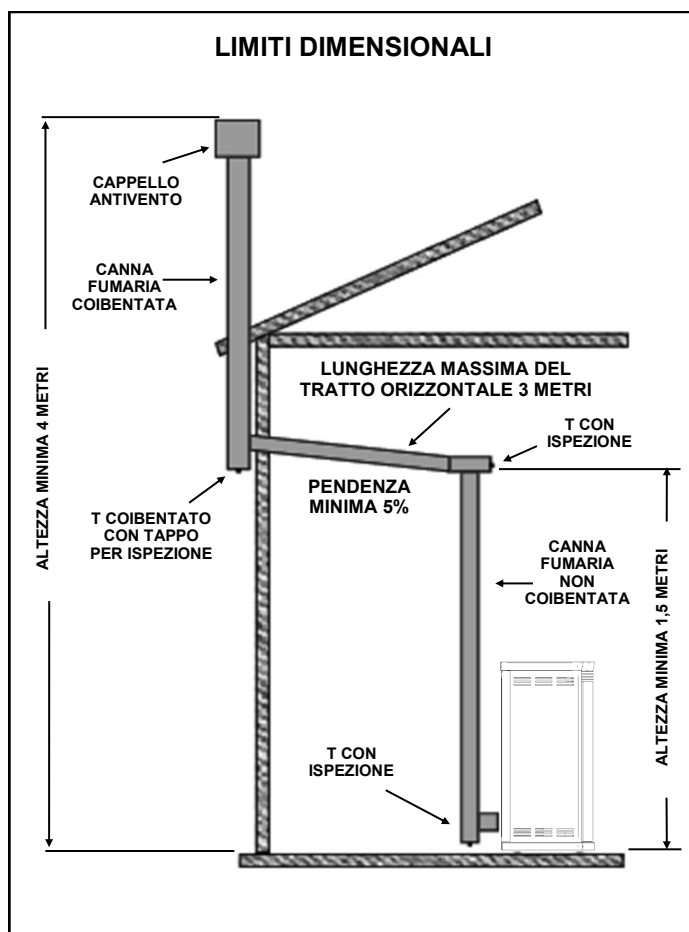 LIMITI DIMENSIONALI
CAPPELLO
ANTIVENTO
CANNA
FUMARIA
COIBENTATA
ALTEZZA MINIMA 4 METRI
LUNGHEZZA MASSIMA DEL
TRATTO ORIZZONTALE 3 METRI
T CON
ISPEZIONE
T COIBENTATO
CON TAPPO
PER ISPEZIONE
PENDENZA
MINIMA 5%
CANNA
FUMARIA
NON
COIBENTATA
ALTEZZA MINIMA 1,5 METRI
T CON
ISPEZIONE